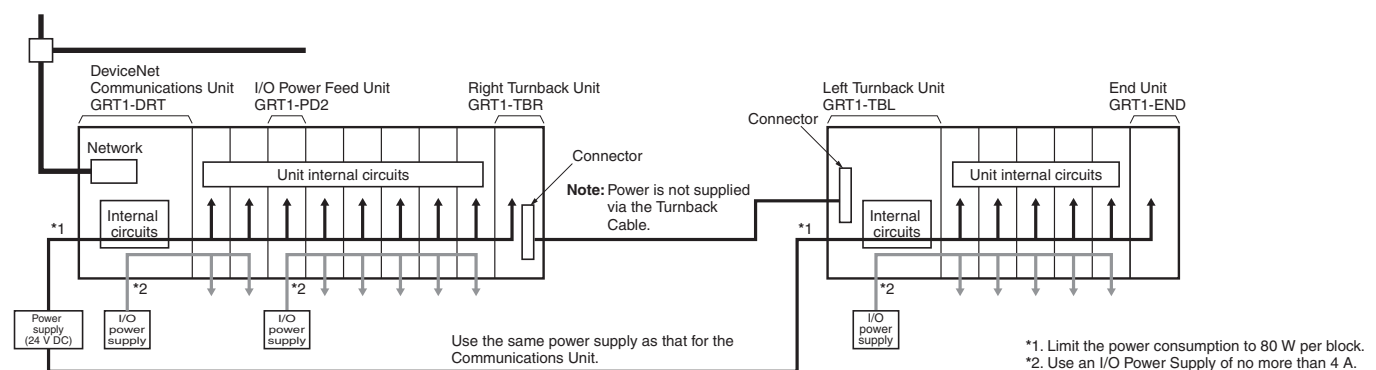 DeviceNet
Communications Unit
GRT1-DRT
I/O Power Feed Unit
GRT1-PD2
Right Turnback Unit
GRT1-TBR
Left Turnback Unit
GRT1-TBL
End Unit
GRT1-END
Connector
Network
Unit internal circuits
Connector
Note: Power is not supplied
via the Turnback
Cable.
Unit internal circuits
Internal
circuits
*1
Internal
circuits
*1
*2
*2
*2
Power
supply
(24 V DC)
I/O
power
supply
I/O
power
supply
I/O
power
supply
Use the same power supply as that for the
Communications Unit.
*1. Limit the power consumption to 80 W per block.
*2. Use an I/O Power Supply of no more than 4 A.